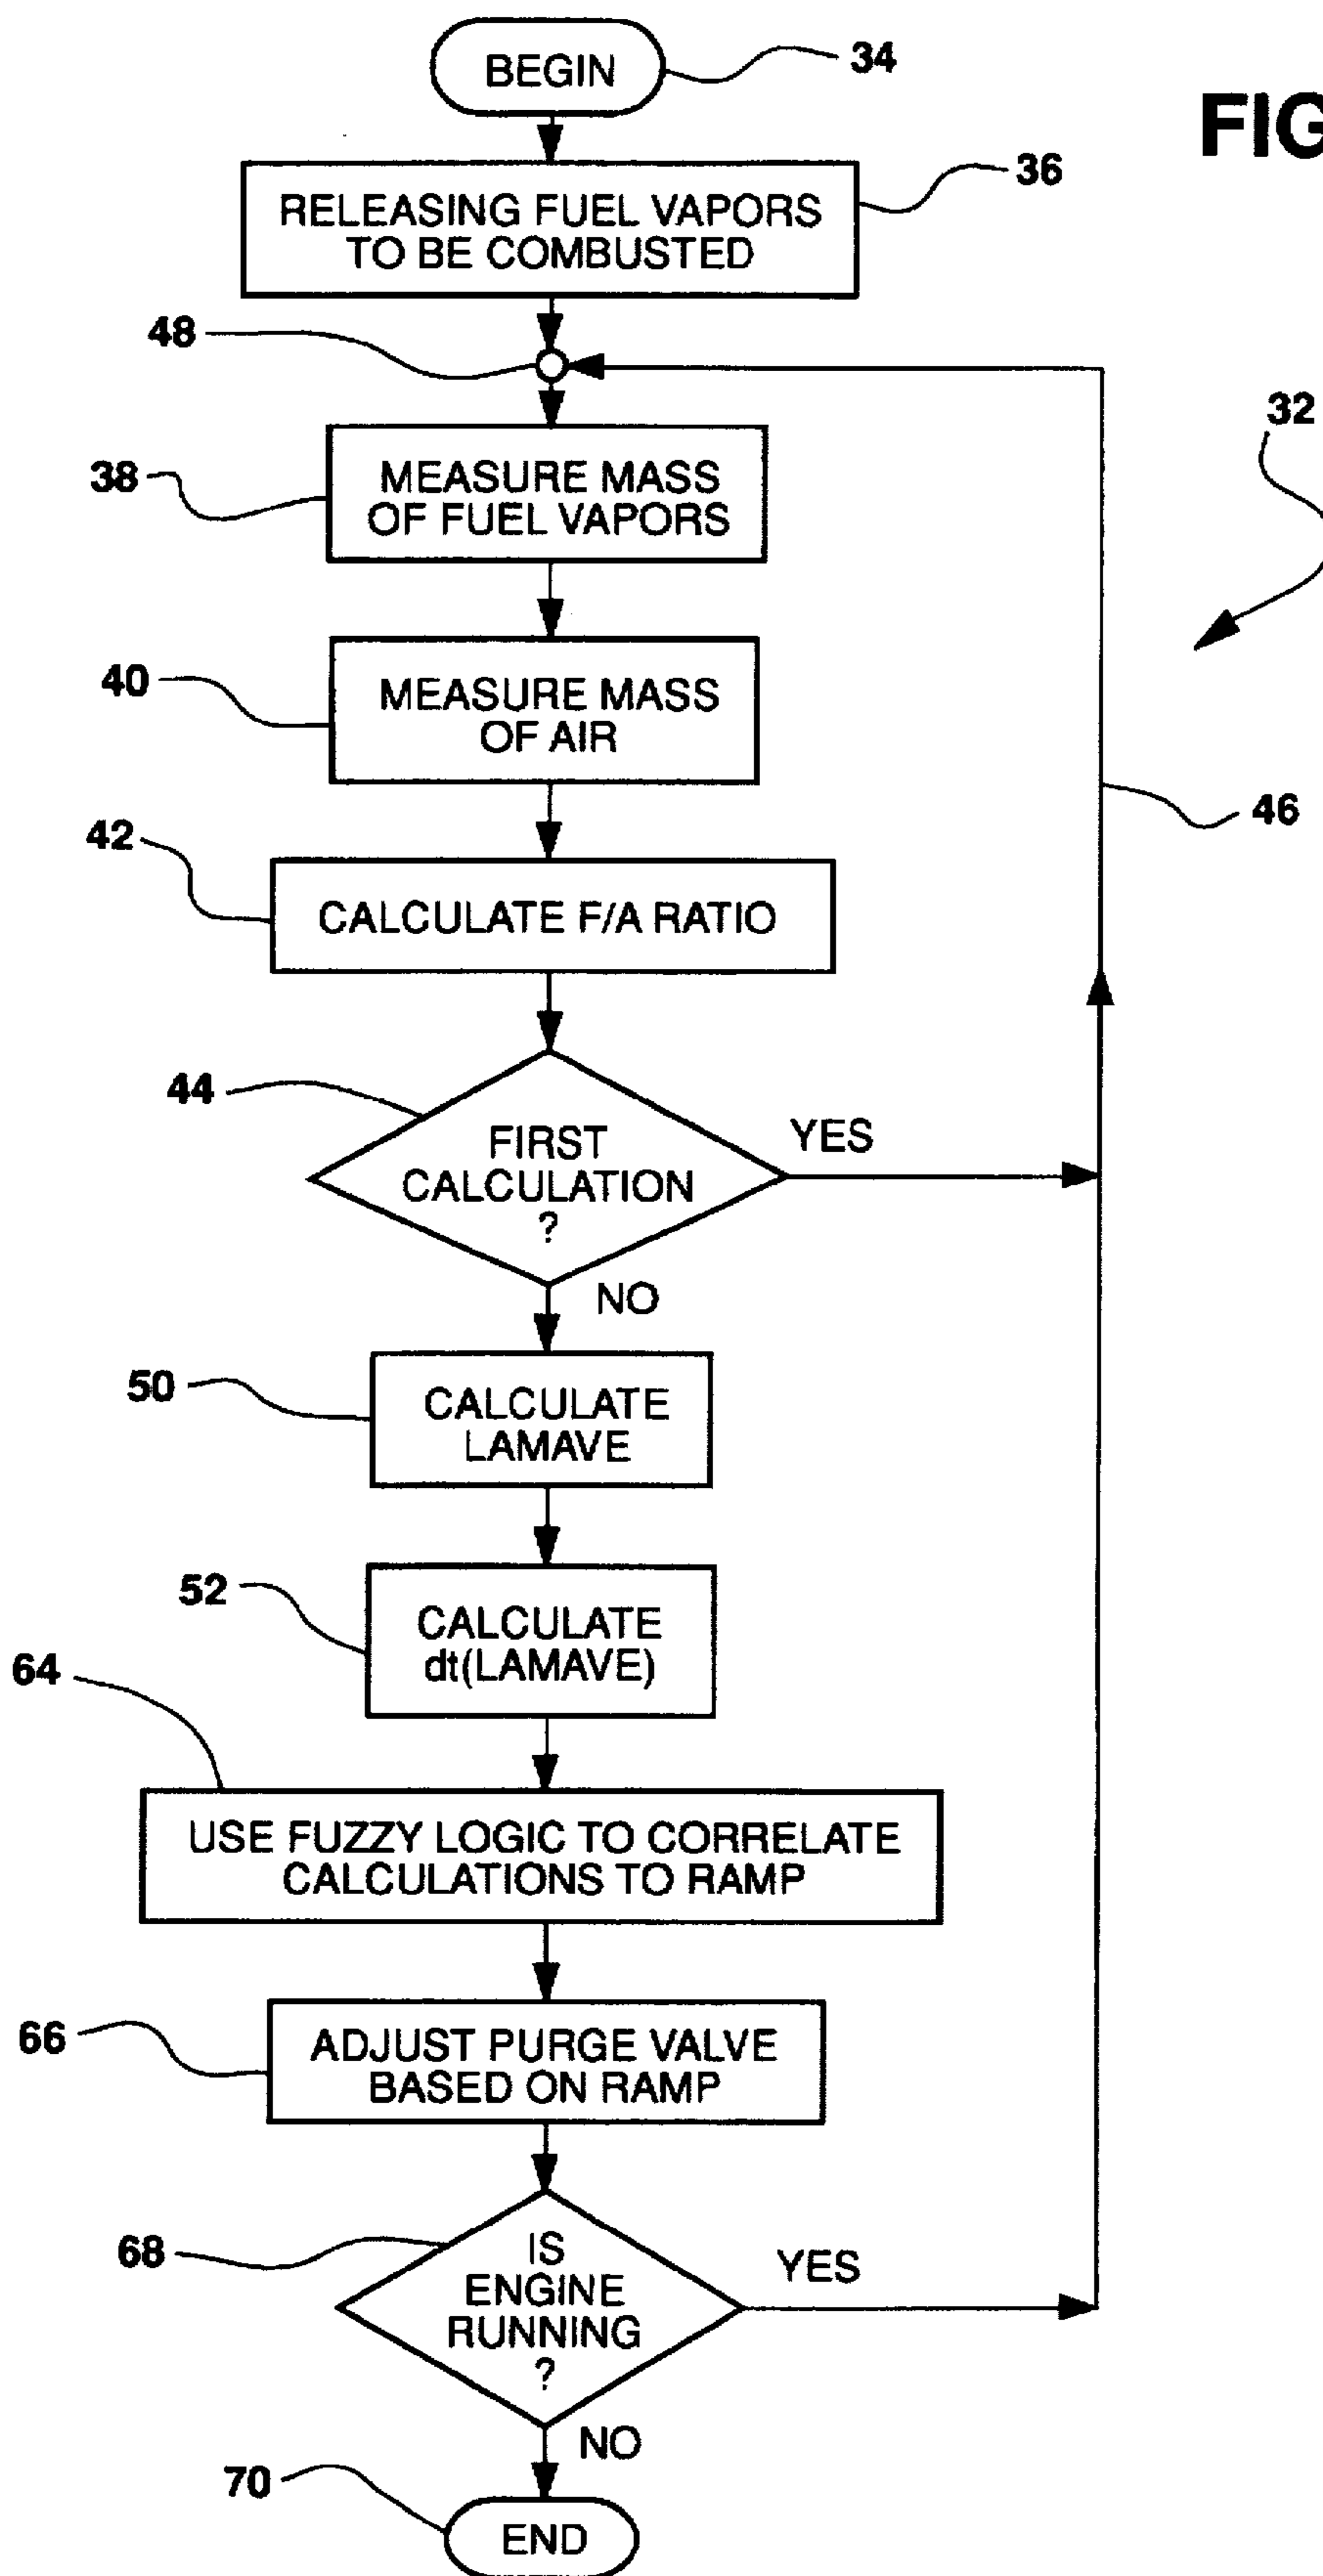 BEGIN
34
FIG
RELEASING FUEL VAPORS
TO BE COMBUSTED
36
48
32
MEASURE MASS
OF FUEL VAPORS
38
MEASURE MASS
OF AIR
40
46
42
CALCULATE F/A RATIO
44
FIRST
CALCULATION
?
YES
NO
50
CALCULATE
LAMAVE
52
CALCULATE
dt(LAMAVE)
64
USE FUZZY LOGIC TO CORRELATE
CALCULATIONS TO RAMP
66
ADJUST PURGE VALVE
BASED ON RAMP
68
IS
ENGINE
RUNNING
?
YES
NO
70
END